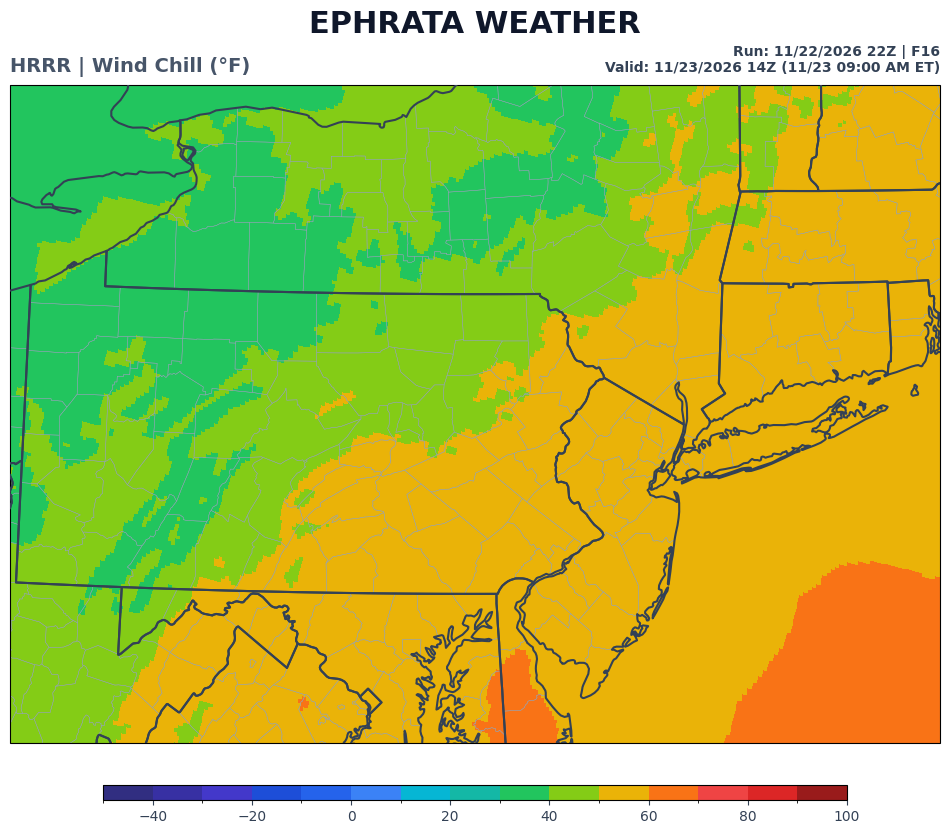 EPHRATA WEATHER
HRRR | Wind Chill (°F)
Run: 11/22/2026 22Z | F16
Valid: 11/23/2026 14Z (11/23 09:00 AM ET)
−40 −20 0 20 40 60 80 100